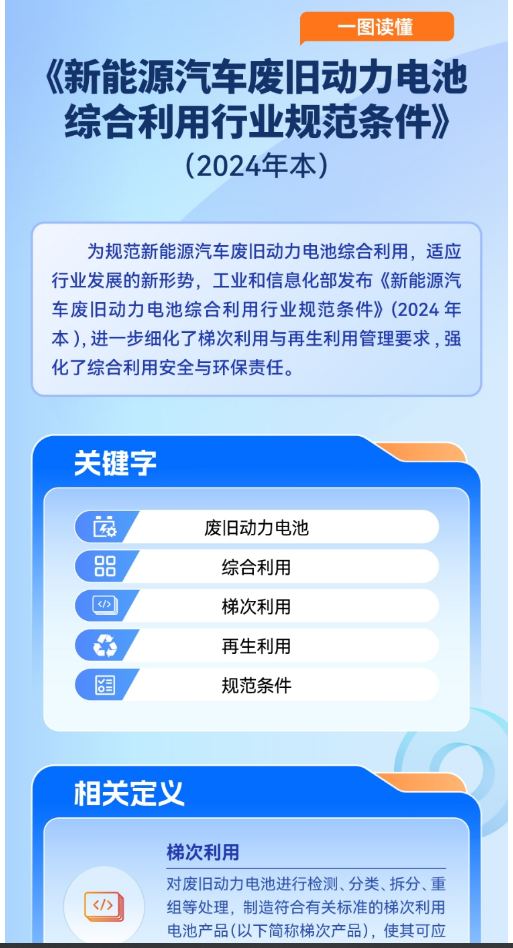 一图读懂
《新能源汽车废旧动力电池
综合利用行业规范条件》
（2024年本）
为规范新能源汽车废旧动力电池综合利用，适应
行业发展的新形势，工业和信息化部发布《新能源汽
车废旧动力电池综合利用行业规范条件》(2024 年
本),进一步细化了梯次利用与再生利用管理要求,强
化了综合利用安全与环保责任。
关键字
废旧动力电池
综合利用
梯次利用
再生利用
规范条件
相关定义
梯次利用
对废旧动力电池进行检测、分类、拆分、重
组等处理，制造符合有关标准的梯次利用
电池产品(以下简称梯次产品)，使其可应